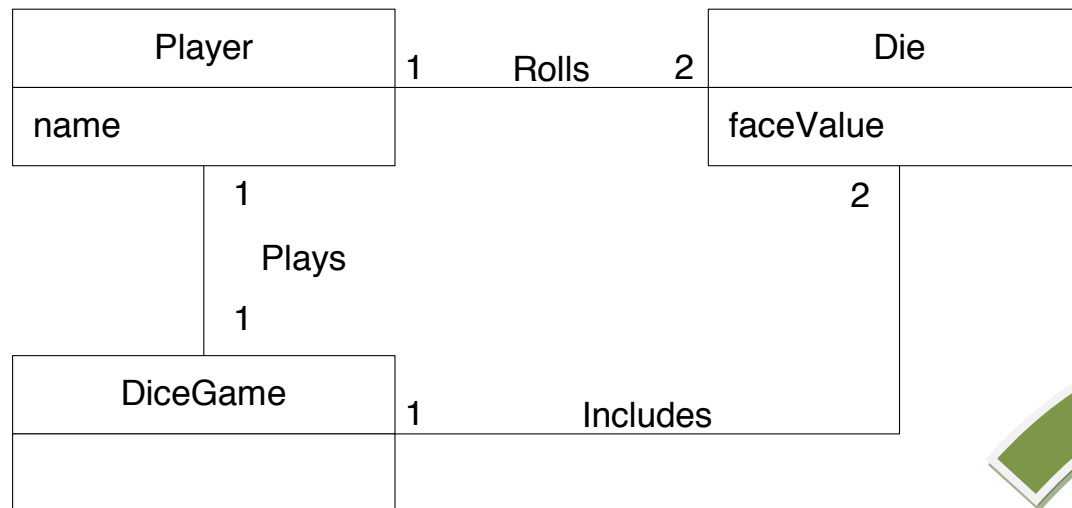 Player
Die
1 Rolls 2
name
faceValue
1
2
Plays
1
DiceGame
1 Includes